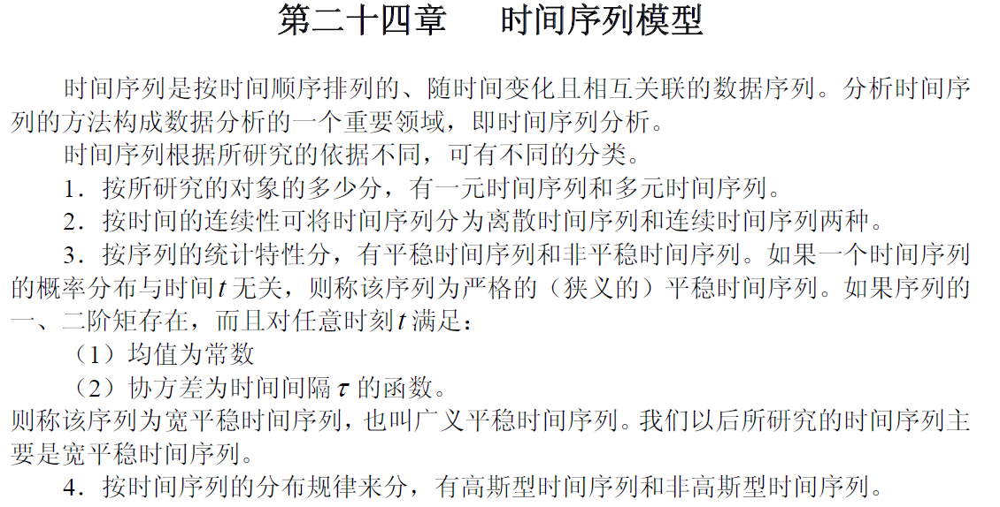 第二十四章 时间序列模型
时间序列是按时间顺序排列的、随时间变化且相互关联的数据序列。分析时间序
列的方法构成数据分析的一个重要领域，即时间序列分析。
时间序列根据所研究的依据不同，可有不同的分类。
1．按所研究的对象的多少分，有一元时间序列和多元时间序列。
2．按时间的连续性可将时间序列分为离散时间序列和连续时间序列两种。
3．按序列的统计特性分，有平稳时间序列和非平稳时间序列。如果一个时间序列
的概率分布与时间 t 无关，则称该序列为严格的（狭义的）平稳时间序列。如果序列的
一、二阶矩存在，而且对任意时刻 t 满足：
（1）均值为常数
（2）协方差为时间间隔 τ 的函数。
则称该序列为宽平稳时间序列，也叫广义平稳时间序列。我们以后所研究的时间序列主
要是宽平稳时间序列。
4．按时间序列的分布规律来分，有高斯型时间序列和非高斯型时间序列。